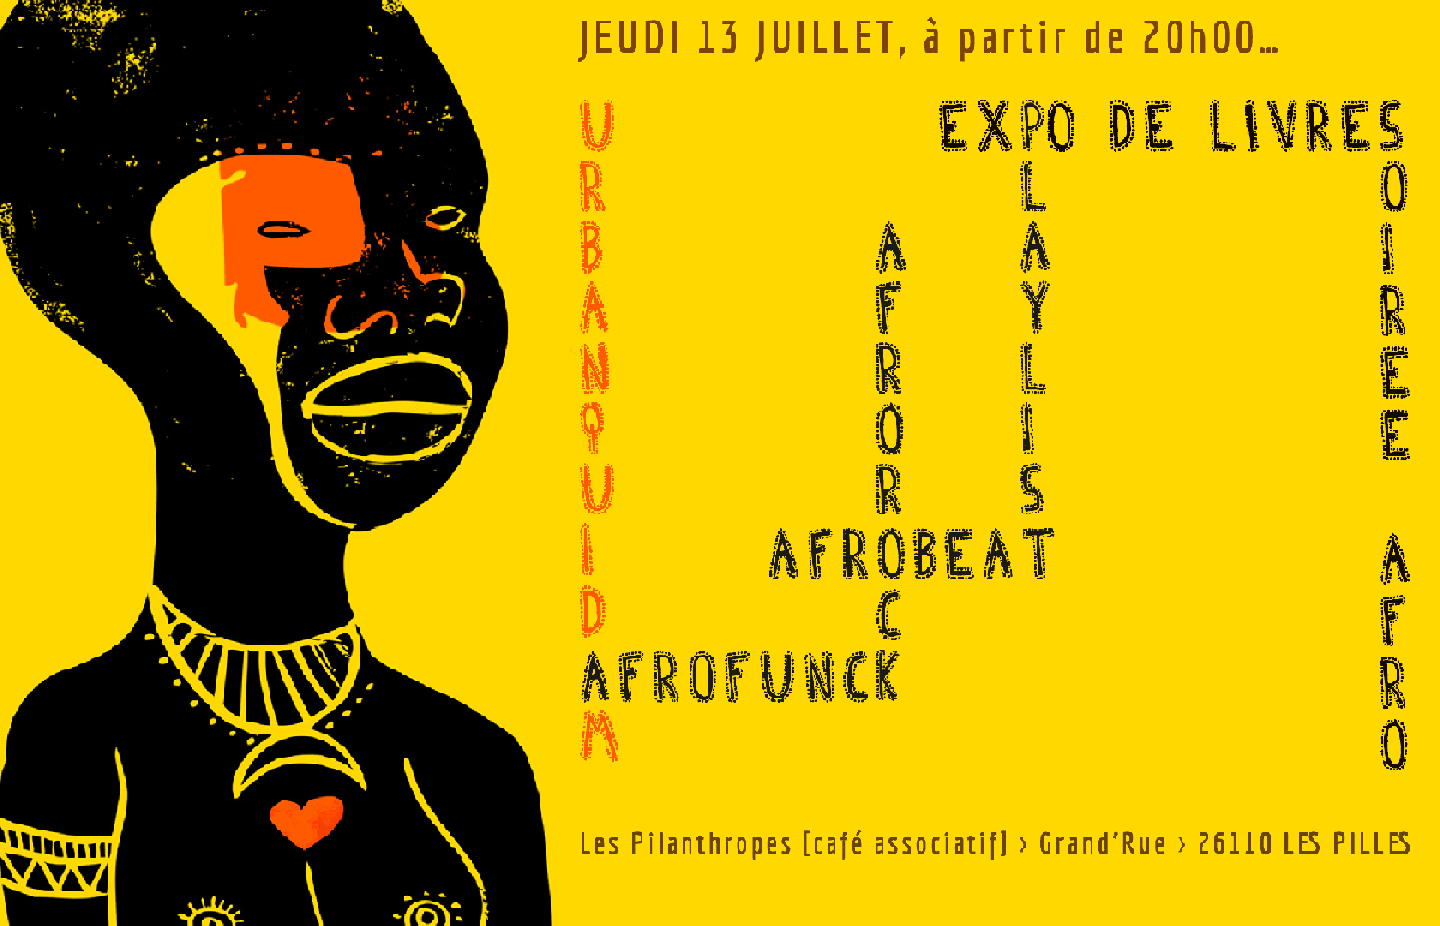 JEUDI 13 JUILLET, à partir de 20h00...
URBANQUIDAM
EXPO DE LIVRES
PLAYLIST
SOIREE AFRO
AFROROCK
AFROBEAT
AFROFUNCK
Les Pilanthropes [café associatif] > Grand'Rue > 26110 LES PILLES